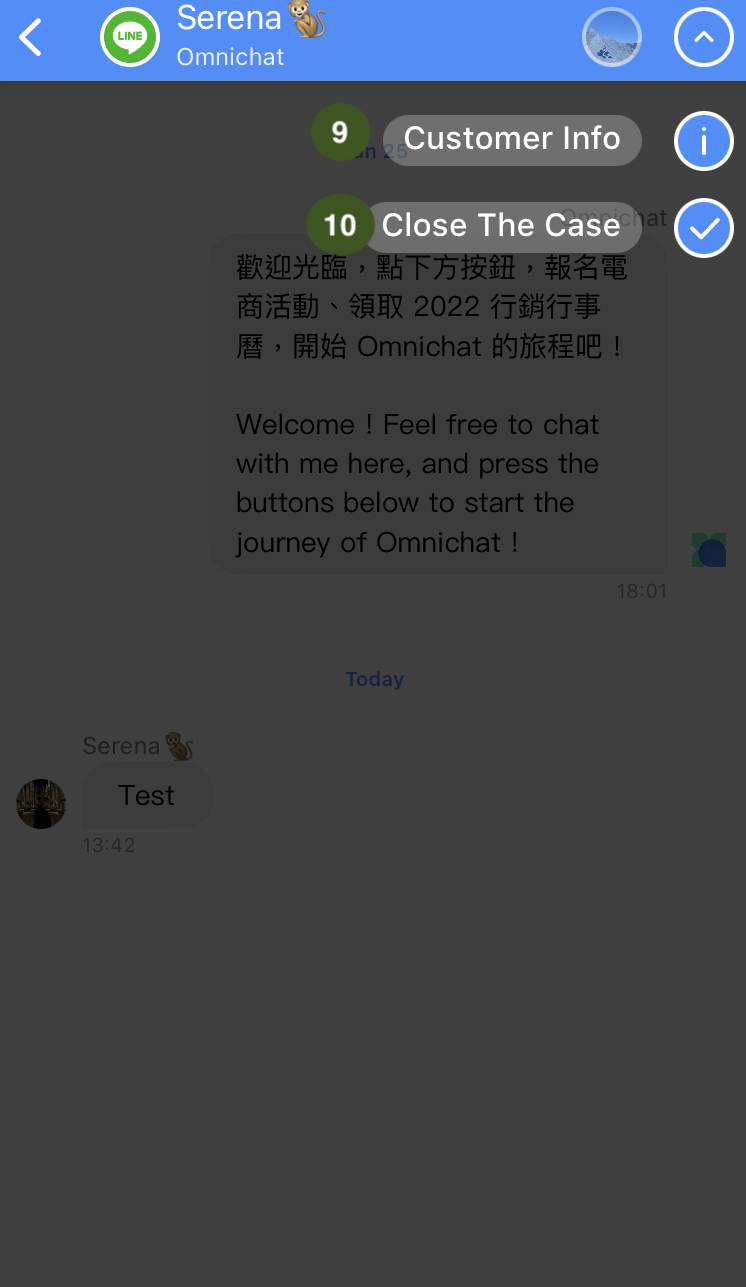 Serena🐒
LINE
Omnichat
9
Customer Info
an 25
10
Close The Case
Omnichat
歡迎光臨，點下方按鈕，報名電
商活動、領取 2022 行銷行事
曆，開始 Omnichat 的旅程吧！
Welcome！Feel free to chat
with me here, and press the
buttons below to start the
journey of Omnichat！
18:01
Today
Serena🐒
Test
13:42